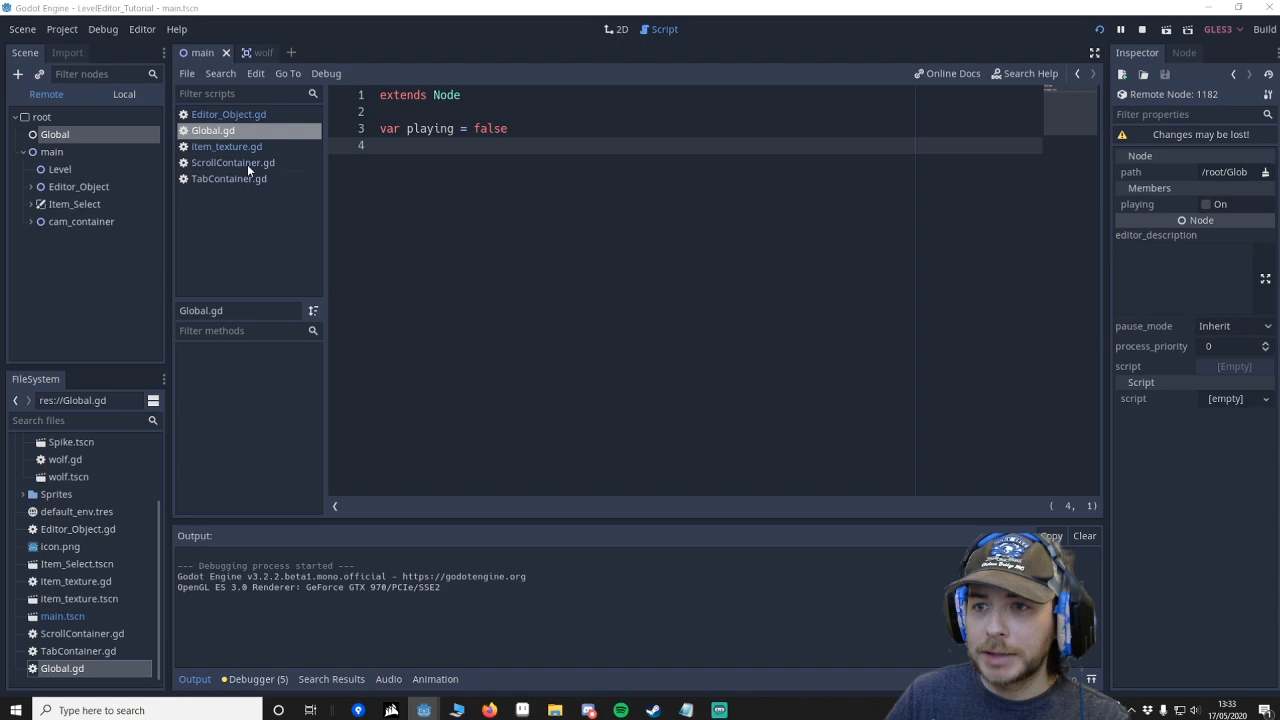 Godot Engine - LevelEditor_Tutorial - main.tscn
Scene Project Debug Editor Help
2D Script
GLES3 Build
Scene Import
main wolf
Inspector Node
Filter nodes
File Search Edit Go To Debug
Online Docs Search Help
Remote Local
Filter scripts
1 extends Node
2
3 var playing = false
4
Remote Node: 1182
Filter properties
Changes may be lost!
root
Global
main
Level
Editor_Object
Item_Select
cam_container
Editor_Object.gd
Global.gd
Item_texture.gd
ScrollContainer.gd
TabContainer.gd
Node
path /root/Glob
Members
playing On
Node
editor_description
Global.gd
Filter methods
pause_mode Inherit
process_priority 0
script [Empty]
Script
script [empty]
FileSystem
res://Global.gd
Search files
Spike.tscn
wolf.gd
wolf.tscn
Sprites
default_env.tres
Editor_Object.gd
icon.png
Item_Select.tscn
Item_texture.gd
Item_texture.tscn
main.tscn
ScrollContainer.gd
TabContainer.gd
Global.gd
( 4, 1)
Output:
Copy Clear
--- Debugging process started ---
Godot Engine v3.2.2.beta1.mono.official - https://godotengine.org
OpenGL ES 3.0 Renderer: GeForce GTX 970/PCIe/SSE2
Output Debugger (5) Search Results Audio Animation
Type here to search
13:33
17/05/2020